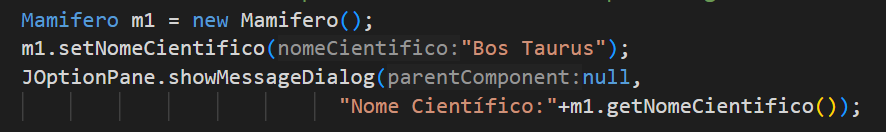 Mamifero m1 = new Mamifero();
m1.setNomeCientifico(nomeCientifico:"Bos Taurus");
JOptionPane.showMessageDialog(parentComponent:null,
"Nome Científico:"+m1.getNomeCientifico());